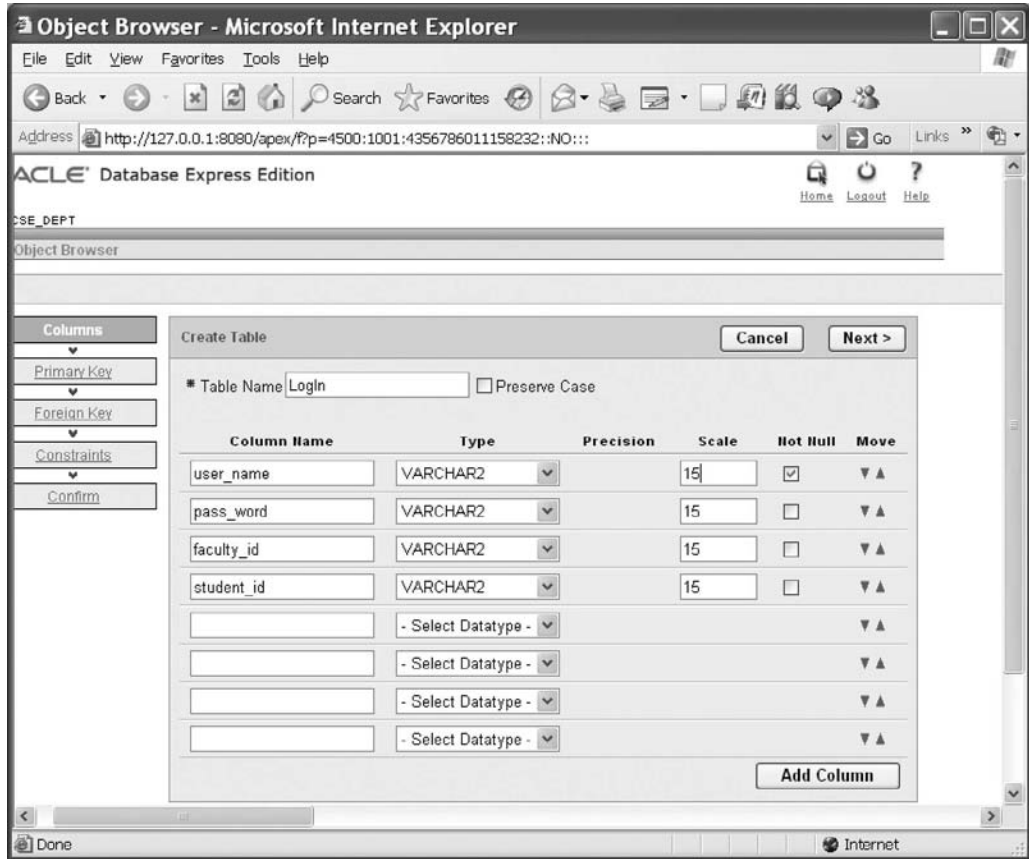 Object Browser - Microsoft Internet Explorer
File Edit View Favorites Tools Help
Back Search Favorites
Address http://127.0.0.1:8080/apex/f?p=4500:1001:4356786011158232::NO::: Go Links »
ACLE Database Express Edition
Home Logout Help
CSE_DEPT
Object Browser
Columns
Primary Key
Foreign Key
Constraints
Confirm
Create Table Cancel Next >
* Table Name LogIn Preserve Case
Column Name Type Precision Scale Not Null Move
user_name VARCHAR2 15
pass_word VARCHAR2 15
faculty_id VARCHAR2 15
student_id VARCHAR2 15
- Select Datatype -
- Select Datatype -
- Select Datatype -
- Select Datatype -
Add Column
Done Internet